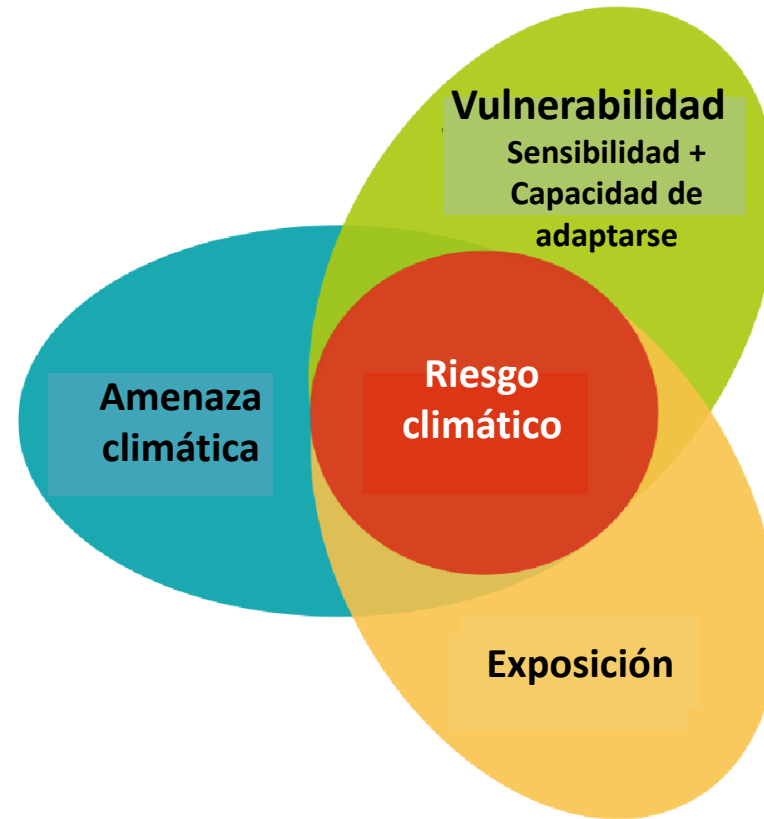 Vulnerabilidad
Sensibilidad +
Capacidad de
adaptarse
Amenaza
climática
Riesgo
climático
Exposición